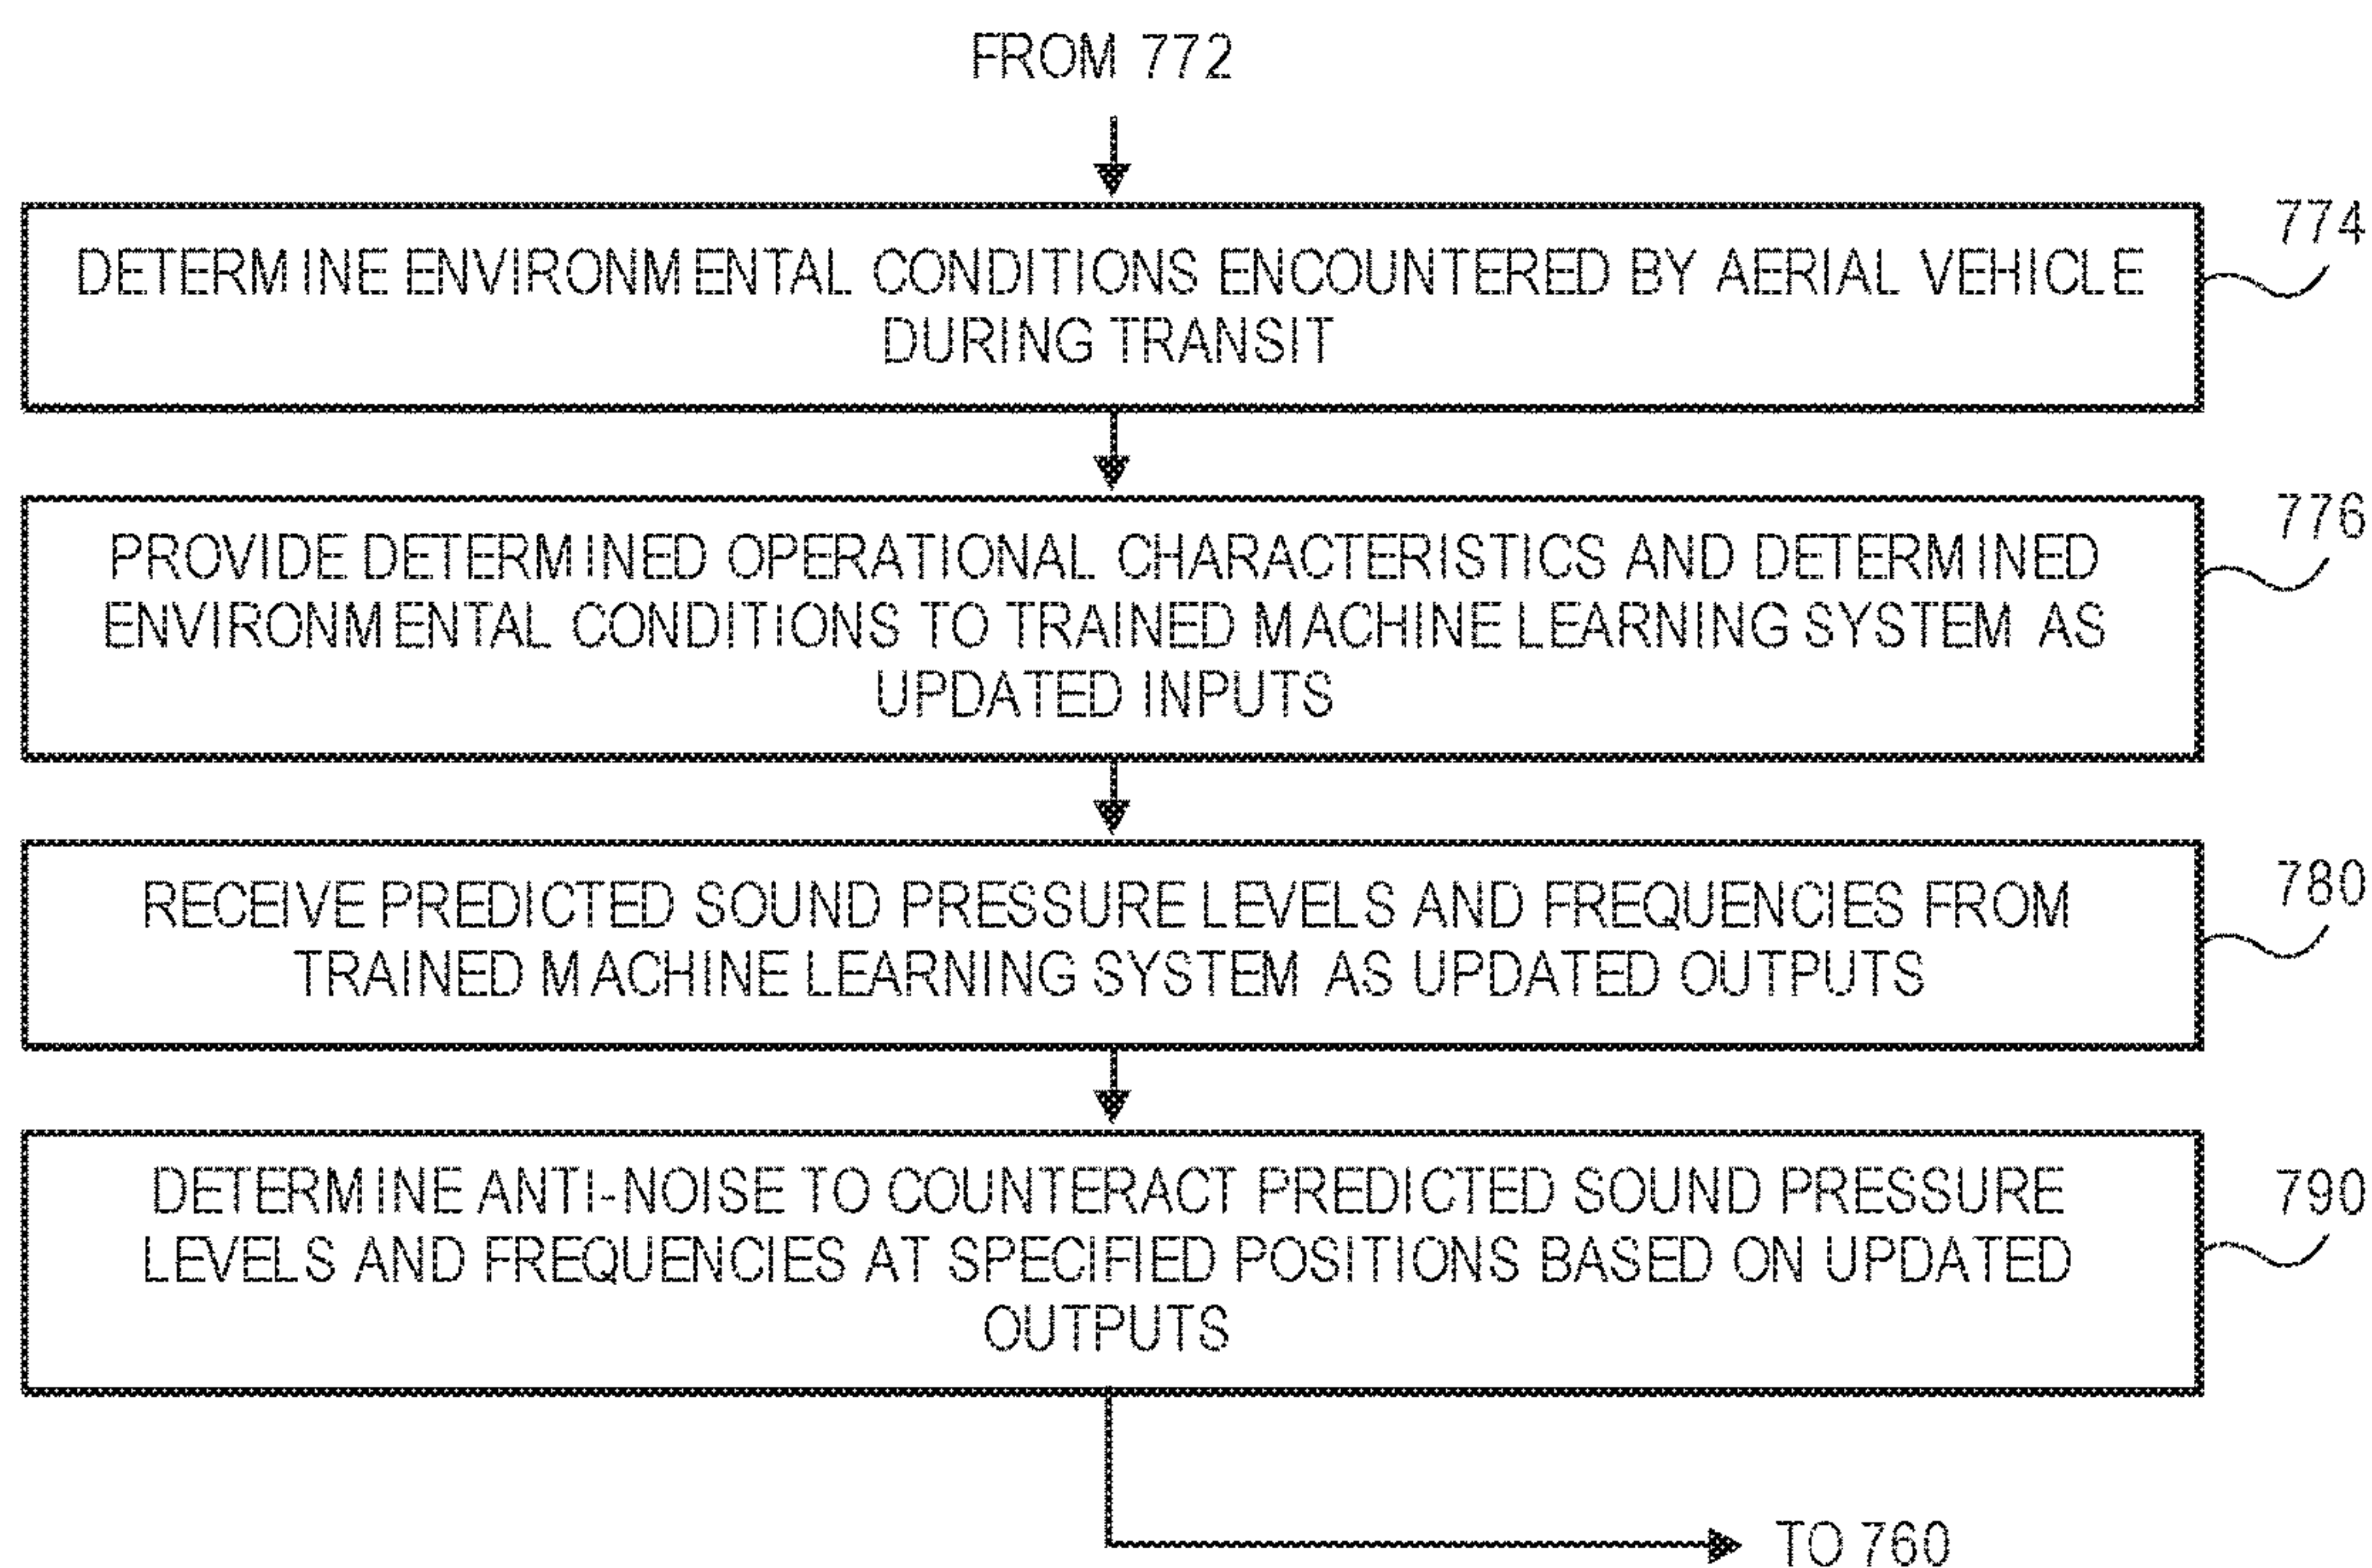 FROM 772
774
DETERMINE ENVIRONMENTAL CONDITIONS ENCOUNTERED BY AERIAL VEHICLE
DURING TRANSIT
776
PROVIDE DETERMINED OPERATIONAL CHARACTERISTICS AND DETERMINED
ENVIRONMENTAL CONDITIONS TO TRAINED MACHINE LEARNING SYSTEM AS
UPDATED INPUTS
780
RECEIVE PREDICTED SOUND PRESSURE LEVELS AND FREQUENCIES FROM
TRAINED MACHINE LEARNING SYSTEM AS UPDATED OUTPUTS
790
DETERMINE ANTI-NOISE TO COUNTERACT PREDICTED SOUND PRESSURE
LEVELS AND FREQUENCIES AT SPECIFIED POSITIONS BASED ON UPDATED
OUTPUTS
TO 760